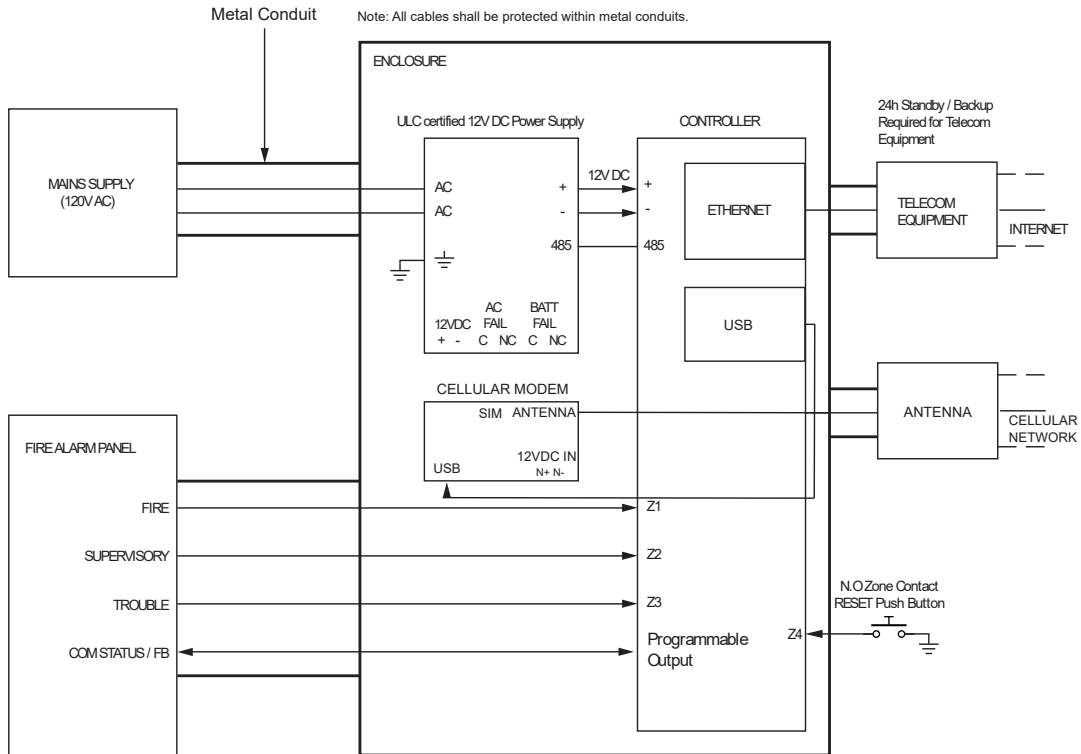 Metal Conduit
Note: All cables shall be protected within metal conduits.
ENCLOSURE
MAINS SUPPLY
(120V AC)
ULC certified 12V DC Power Supply
AC
AC
+
-
485
12VDC
+ -
AC
FAIL
C NC
BATT
FAIL
C NC
12V DC
CONTROLLER
+
-
485
ETHERNET
USB
24h Standby / Backup
Required for Telecom
Equipment
TELECOM
EQUIPMENT
INTERNET
CELLULAR MODEM
SIM ANTENNA
12VDC IN
N+ N-
USB
ANTENNA
CELLULAR
NETWORK
FIRE ALARM PANEL
FIRE
SUPERVISORY
TROUBLE
COM STATUS / FB
Z1
Z2
Z3
Programmable
Output
Z4
N.O Zone Contact
RESET Push Button